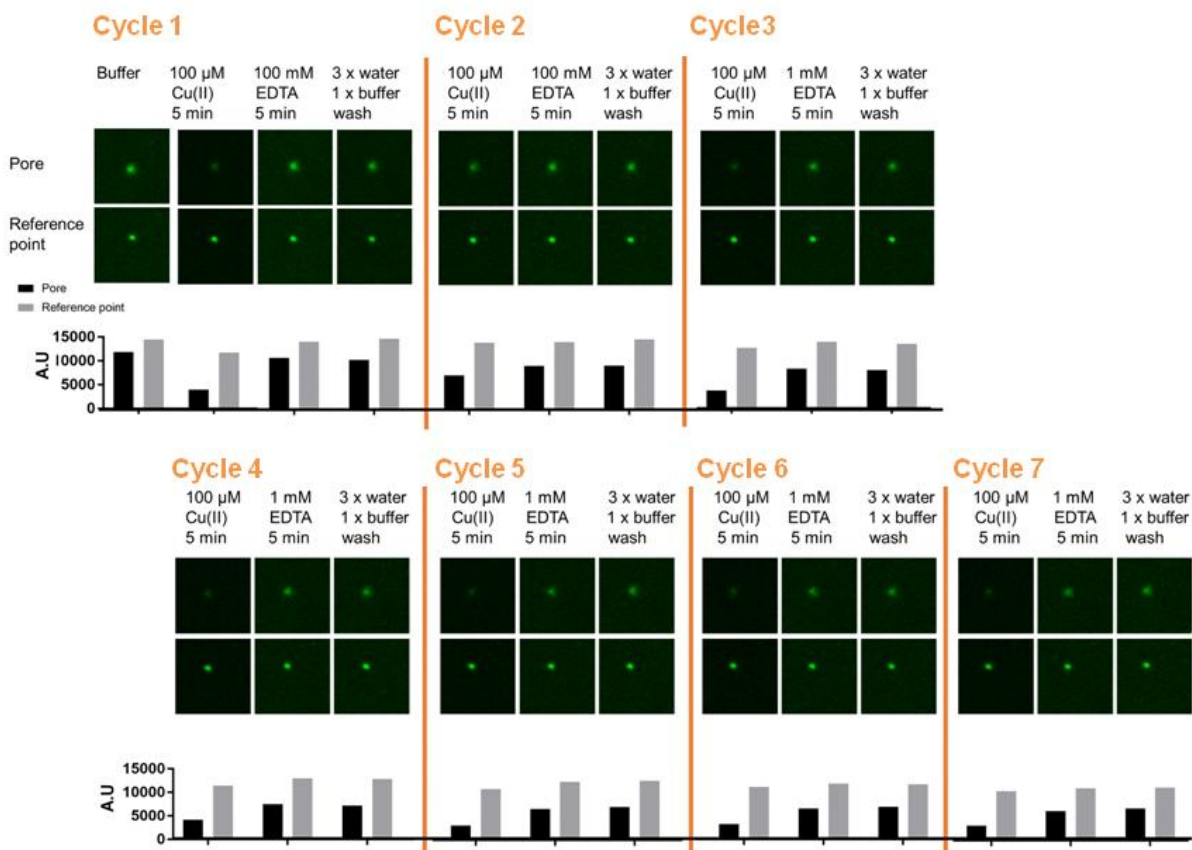 Cycle 1
Cycle 2
Cycle3
Buffer
100 µM
Cu(II)
5 min
100 mM
EDTA
5 min
3 x water
1 x buffer
wash
100 µM
Cu(II)
5 min
100 mM
EDTA
5 min
3 x water
1 x buffer
wash
100 µM
Cu(II)
5 min
1 mM
EDTA
5 min
3 x water
1 x buffer
wash
Pore
Reference
point
Pore
Reference point
A.U
15000
10000
5000
0
Cycle 4
Cycle 5
Cycle 6
Cycle 7
100 µM
Cu(II)
5 min
1 mM
EDTA
5 min
3 x water
1 x buffer
wash
100 µM
Cu(II)
5 min
1 mM
EDTA
5 min
3 x water
1 x buffer
wash
100 µM
Cu(II)
5 min
1 mM
EDTA
5 min
3 x water
1 x buffer
wash
100 µM
Cu(II)
5 min
1 mM
EDTA
5 min
3 x water
1 x buffer
wash
A.U
15000
10000
5000
0